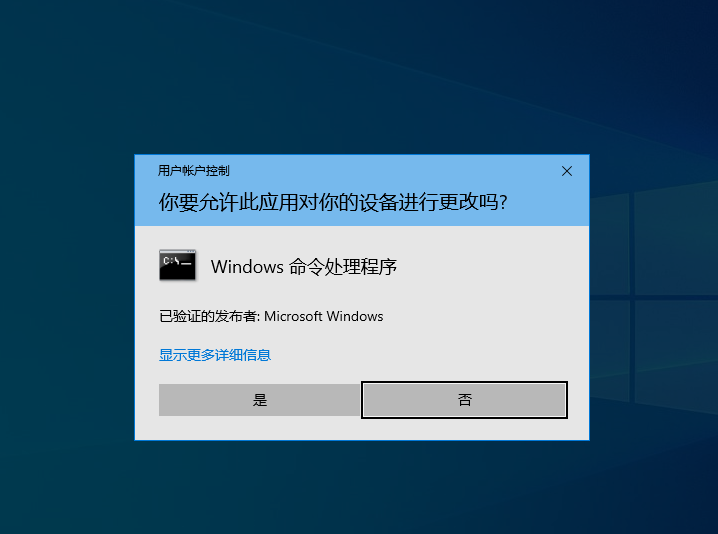 用户帐户控制
你要允许此应用对你的设备进行更改吗?
C:\
Windows 命令处理程序
已验证的发布者: Microsoft Windows
显示更多详细信息
是
否